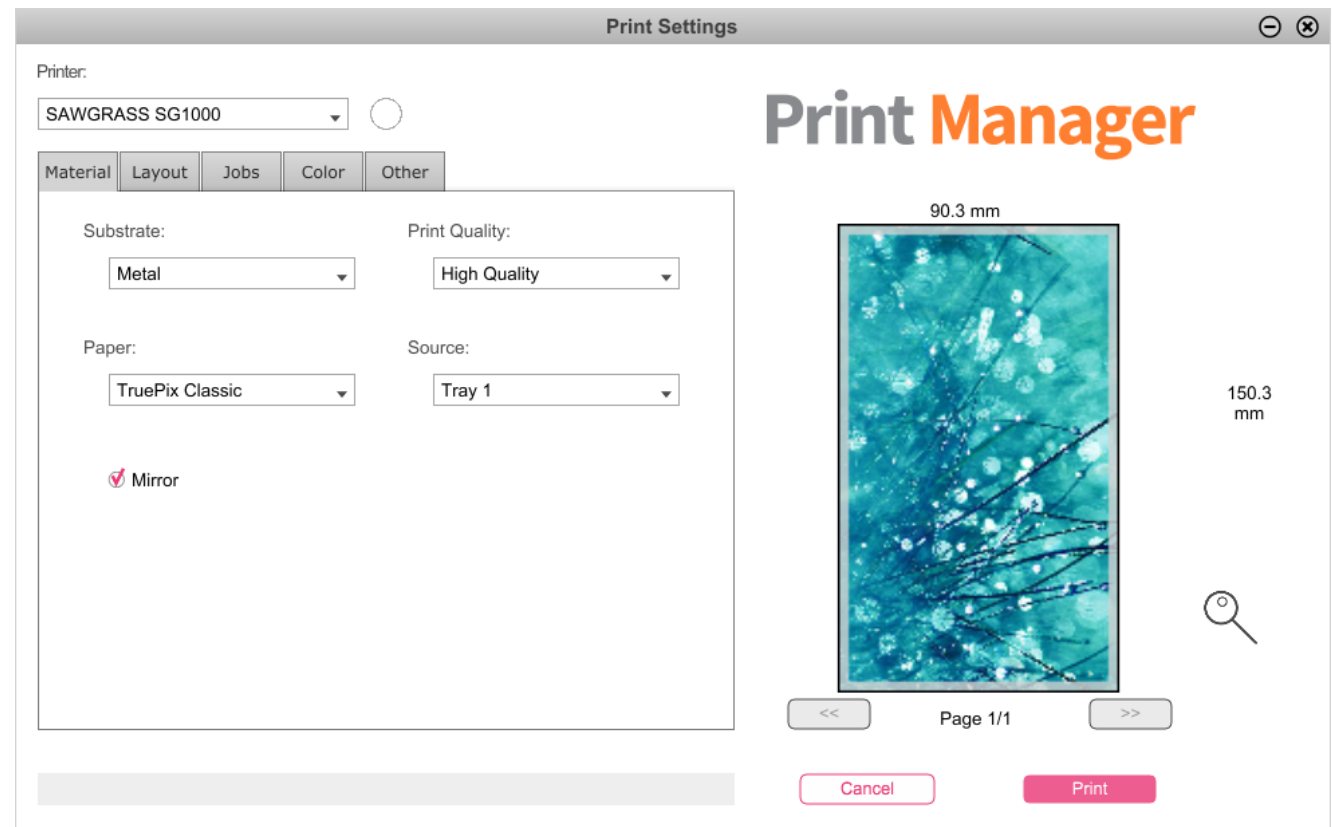 Print Settings
Printer:
SAWGRASS SG1000
Print Manager
Material Layout Jobs Color Other
Substrate:
Print Quality:
Metal
High Quality
Paper:
Source:
TruePix Classic
Tray 1
Mirror
90.3 mm
150.3
mm
<< Page 1/1 >>
Cancel
Print